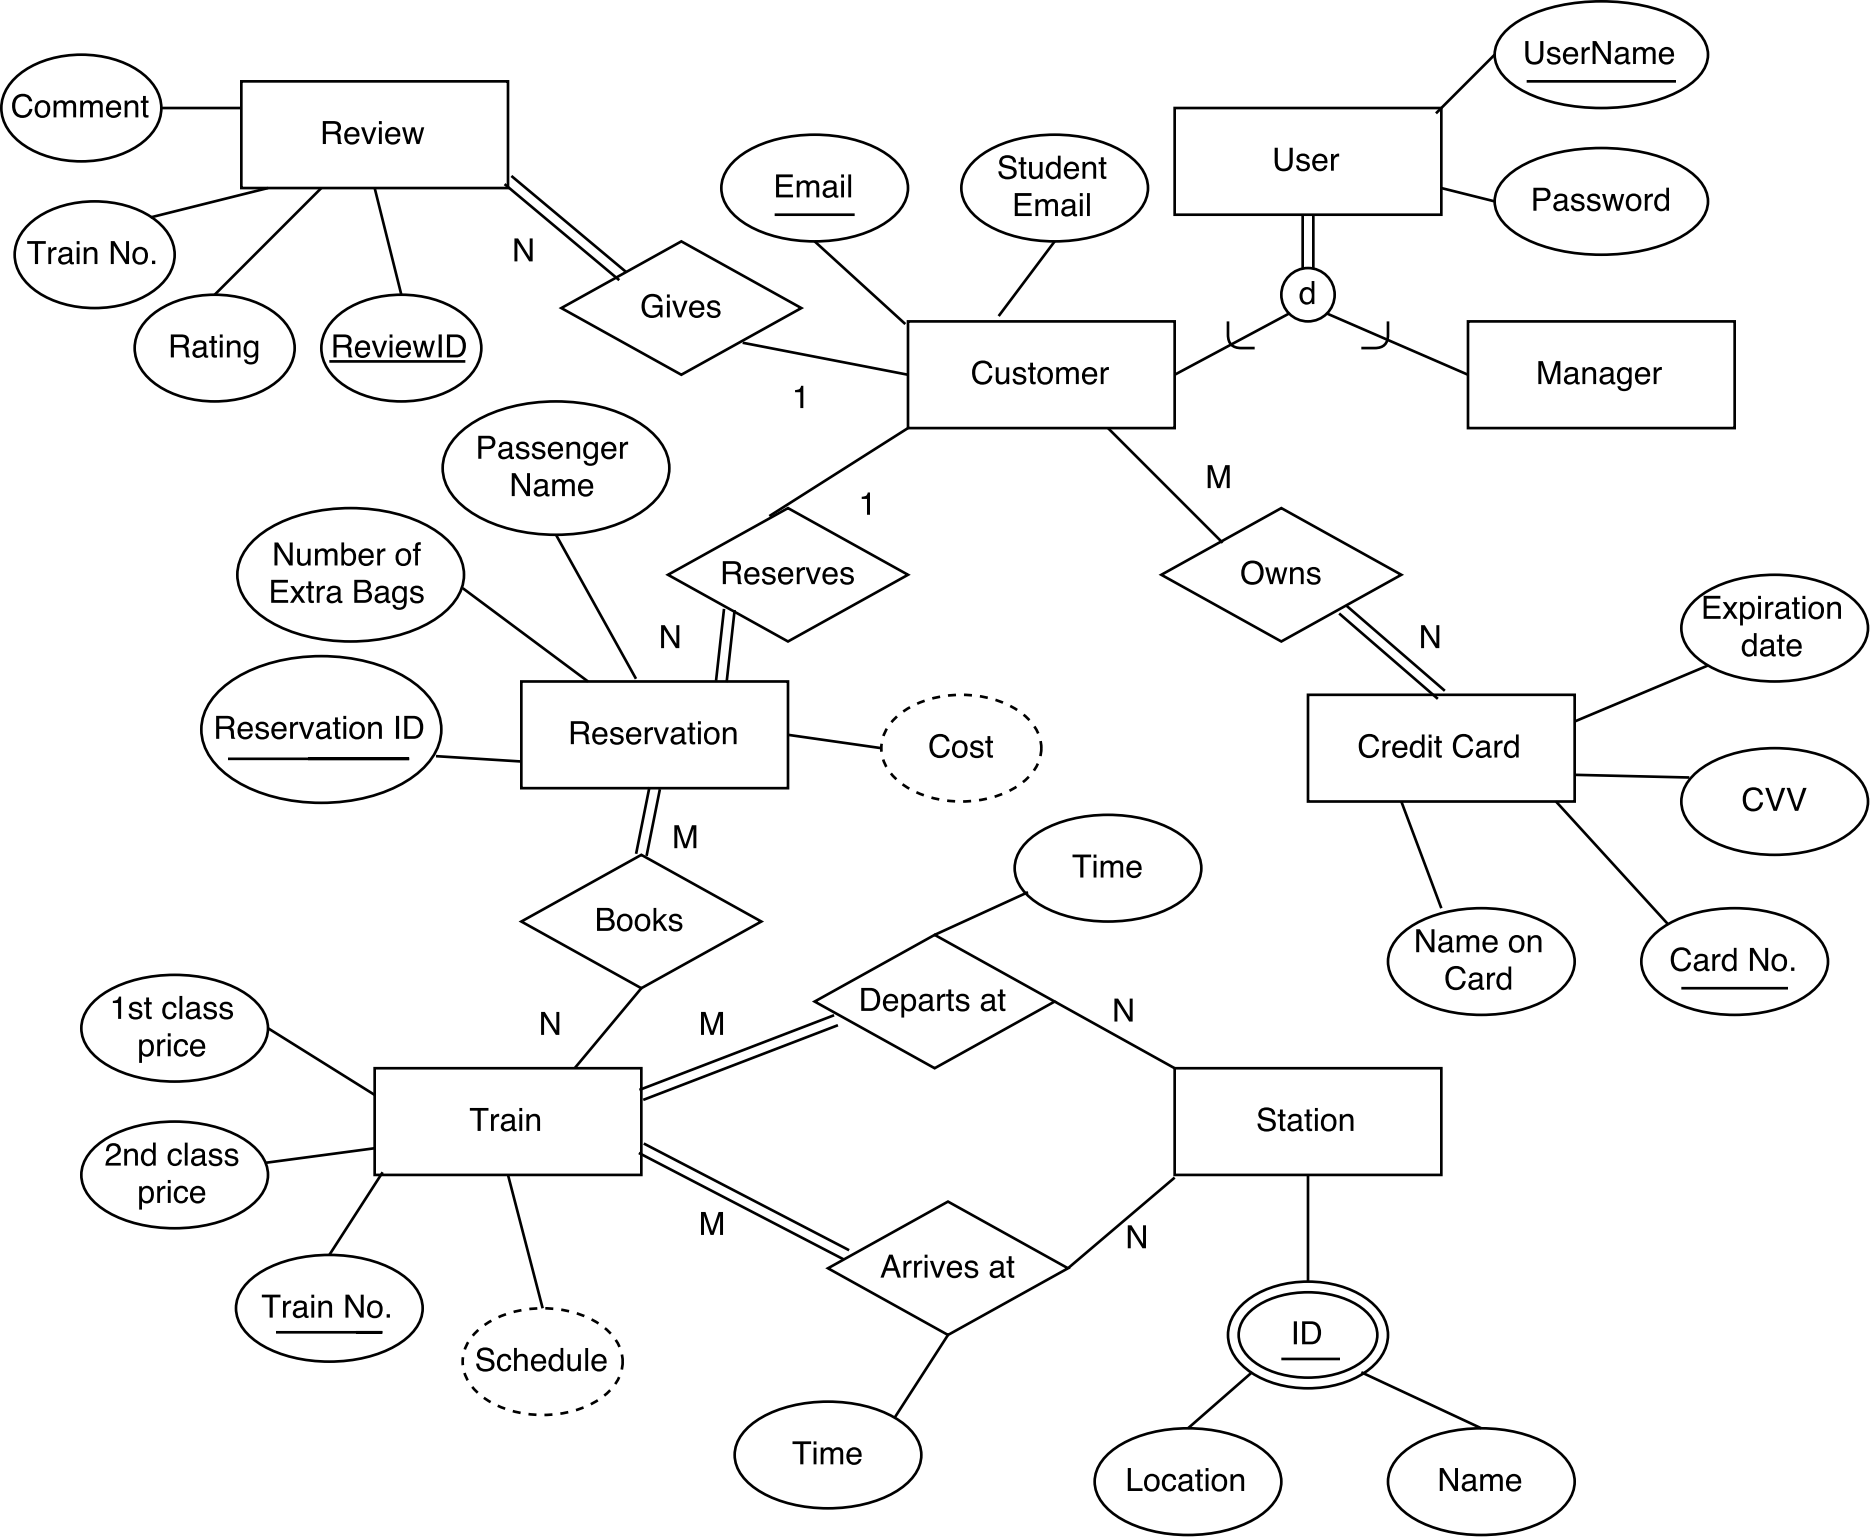 UserName
Comment
Review
User
Email
Student
Email
Password
Train No.
N
Gives
d
Rating
ReviewID
Customer
Manager
1
Passenger
Name
M
1
Number of
Extra Bags
Reserves
Owns
Expiration
date
N
N
Reservation ID
Reservation
Cost
Credit Card
CVV
M
Time
Books
Name on
Card
Card No.
1st class
price
N
M
Departs at
N
Train
Station
2nd class
price
M
N
Arrives at
Train No.
Schedule
ID
Time
Location
Name